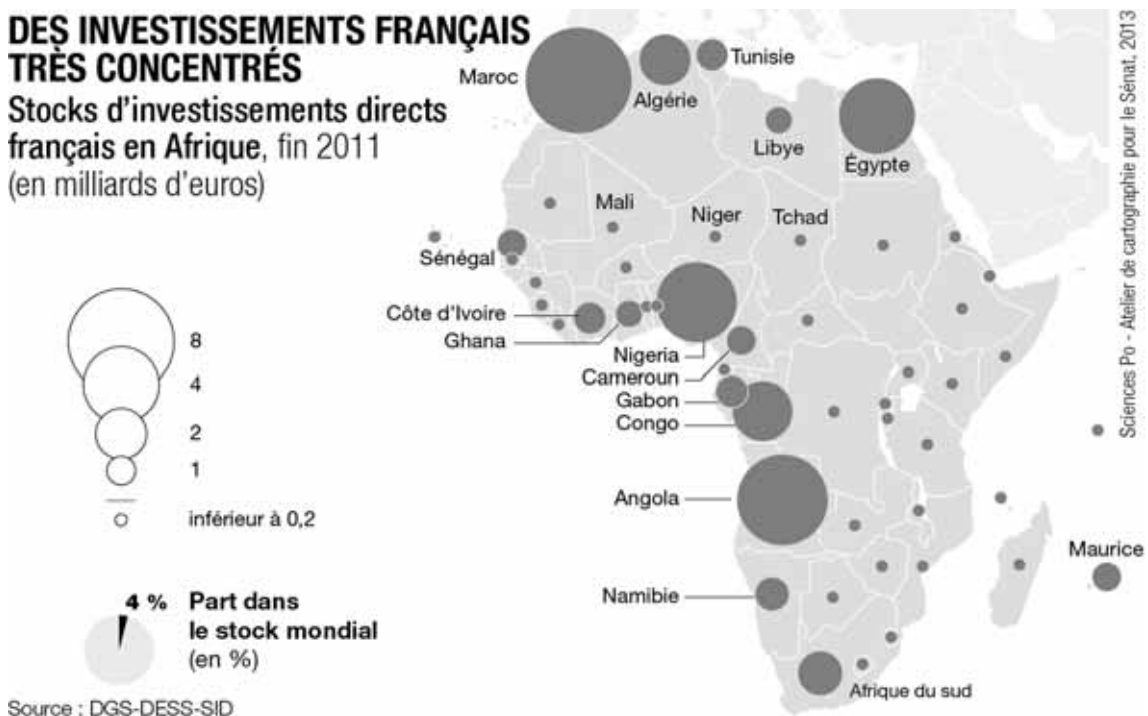 DES INVESTISSEMENTS FRANÇAIS
TRÈS CONCENTRÉS
Stocks d'investissements directs
français en Afrique, fin 2011
(en milliards d'euros)
8
4
2
1
inférieur à 0,2
4 %
Part dans
le stock mondial
(en %)
Source : DGS-DESS-SID
Maroc
Algérie
Tunisie
Libye
Égypte
Mali
Niger
Tchad
Sénégal
Côte d'Ivoire
Ghana
Nigeria
Cameroun
Gabon
Congo
Angola
Namibie
Maurice
Afrique du sud
Sciences Po - Atelier de cartographie pour le Sénat, 2013